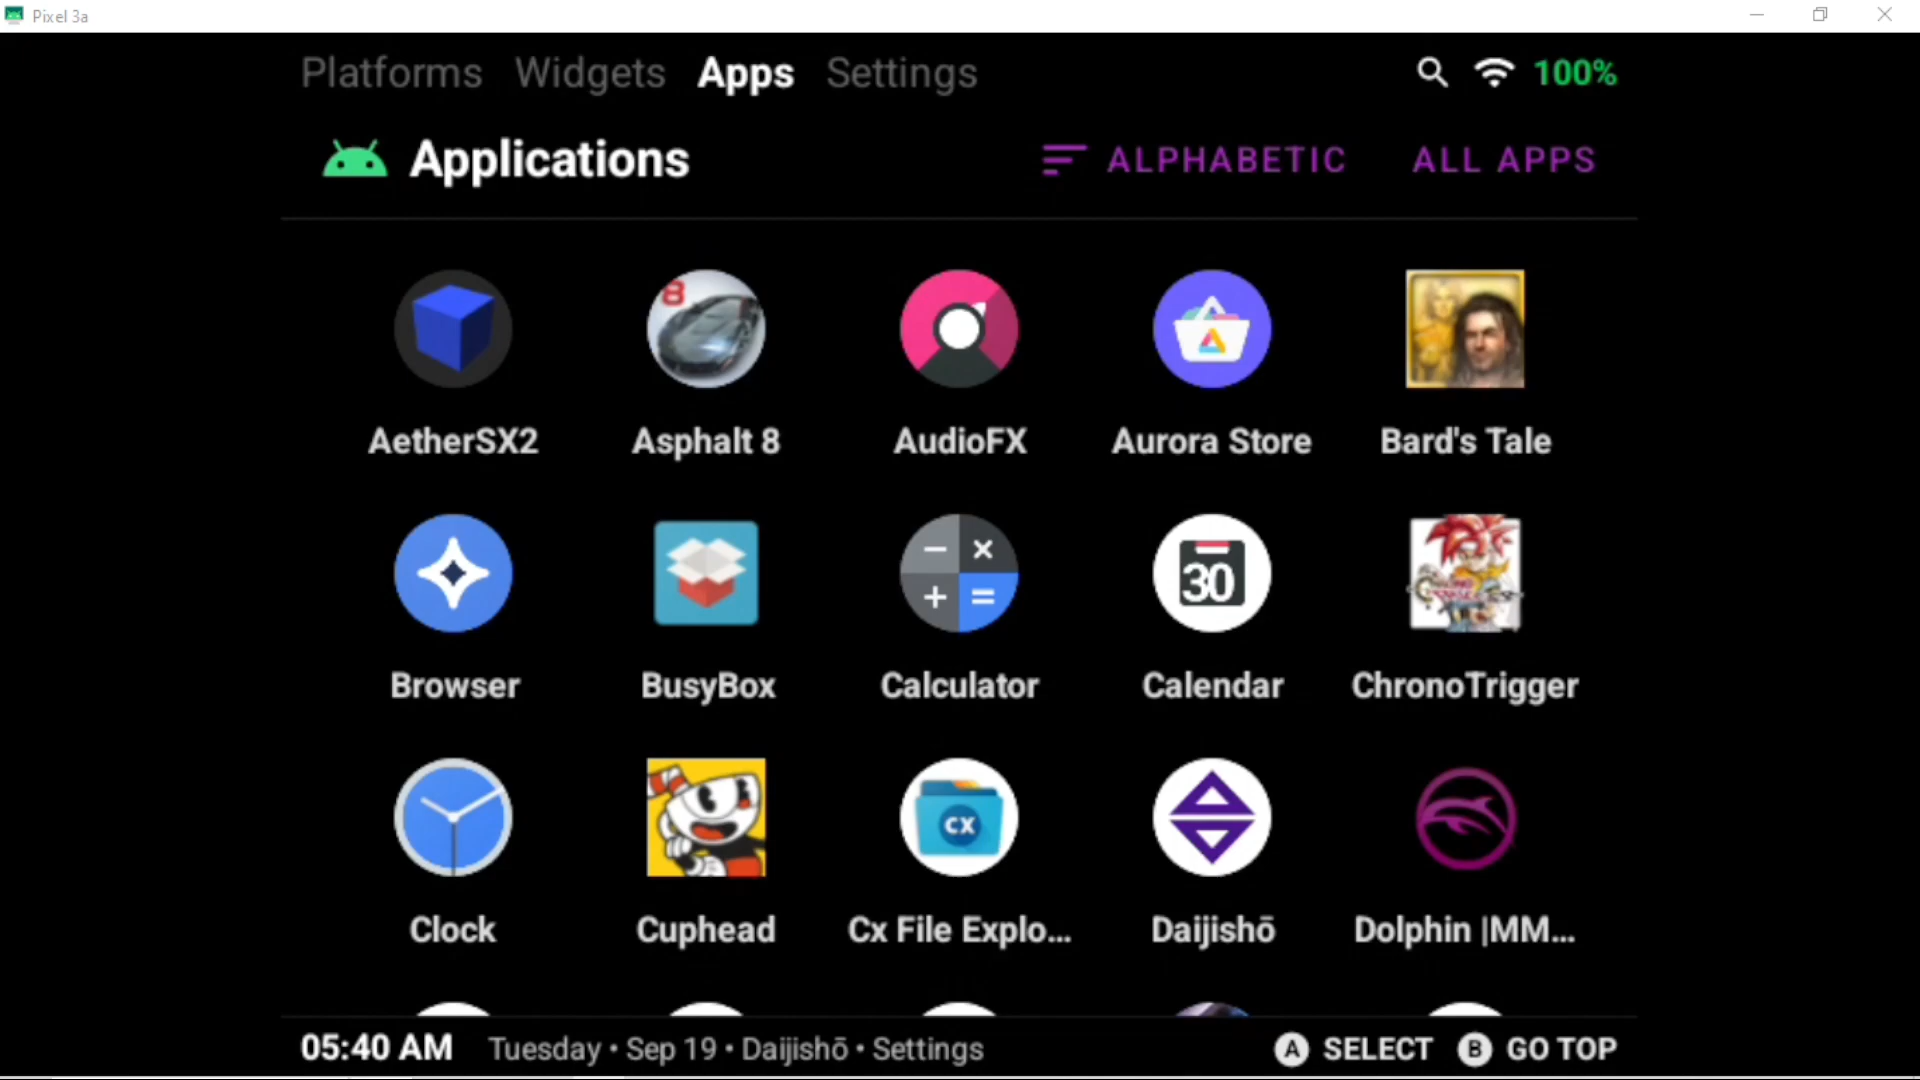 Pixel 3a
Platforms Widgets Apps Settings 100%
Applications ALPHABETIC ALL APPS
8
AetherSX2 Asphalt 8 AudioFX Aurora Store Bard's Tale
30
Browser BusyBox Calculator Calendar ChronoTrigger
CX
Clock Cuphead Cx File Explo... Daijishō Dolphin |MM...
05:40 AM Tuesday • Sep 19 • Daijishō • Settings A SELECT B GO TOP